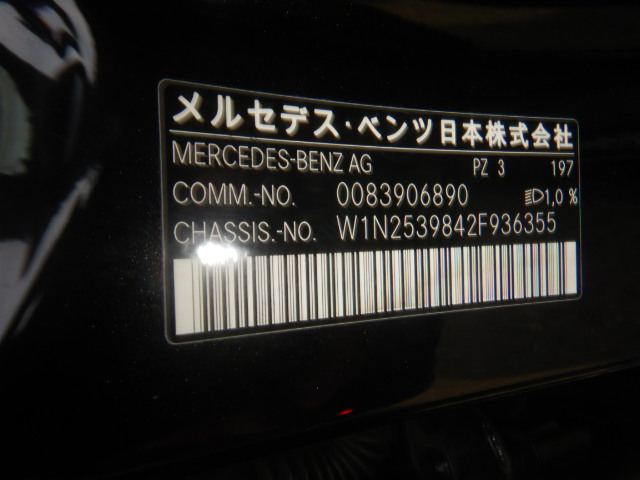 メルセデス・ベンツ日本株式会社
MERCEDES-BENZ AG PZ 3 197
COMM.-NO. 0083906890 1,0 %
CHASSIS.-NO. W1N2539842F936355